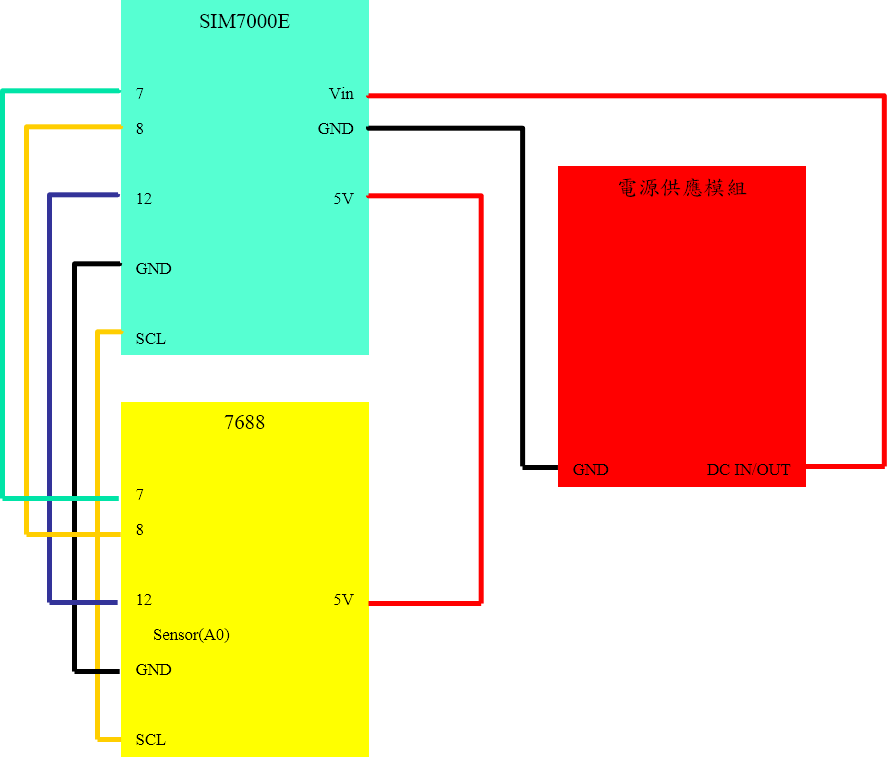 SIM7000E
7
Vin
8
GND
12
5V
GND
SCL
電源供應模組
GND
DC IN/OUT
7688
7
8
12
5V
Sensor(A0)
GND
SCL